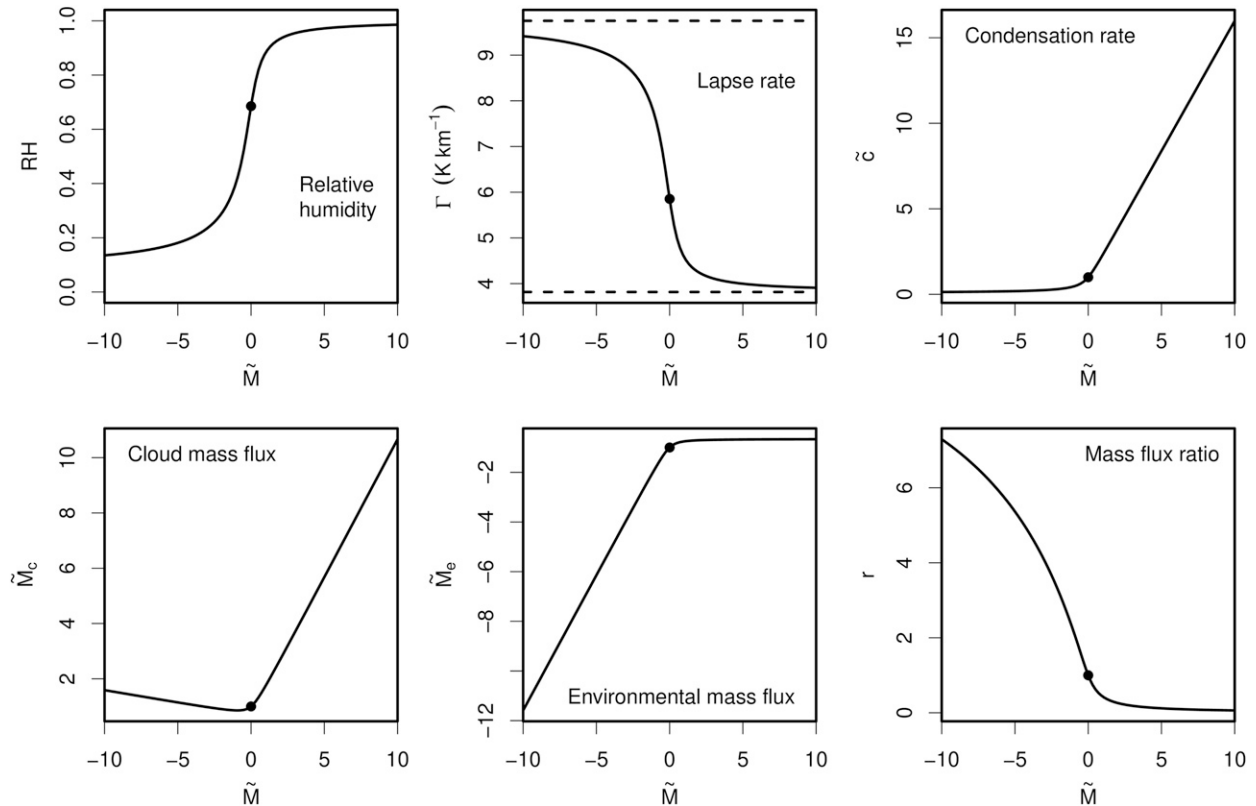 RH
0.0 0.2 0.4 0.6 0.8 1.0
Relative
humidity
−10 −5 0 5 10
M̃
Γ (K km⁻¹)
4 5 6 7 8 9
Lapse rate
−10 −5 0 5 10
M̃
c̃
0 5 10 15
Condensation rate
−10 −5 0 5 10
M̃
M̃c
2 4 6 8 10
Cloud mass flux
−10 −5 0 5 10
M̃
M̃e
−12 −10 −8 −6 −4 −2
Environmental mass flux
−10 −5 0 5 10
M̃
r
0 2 4 6
Mass flux ratio
−10 −5 0 5 10
M̃